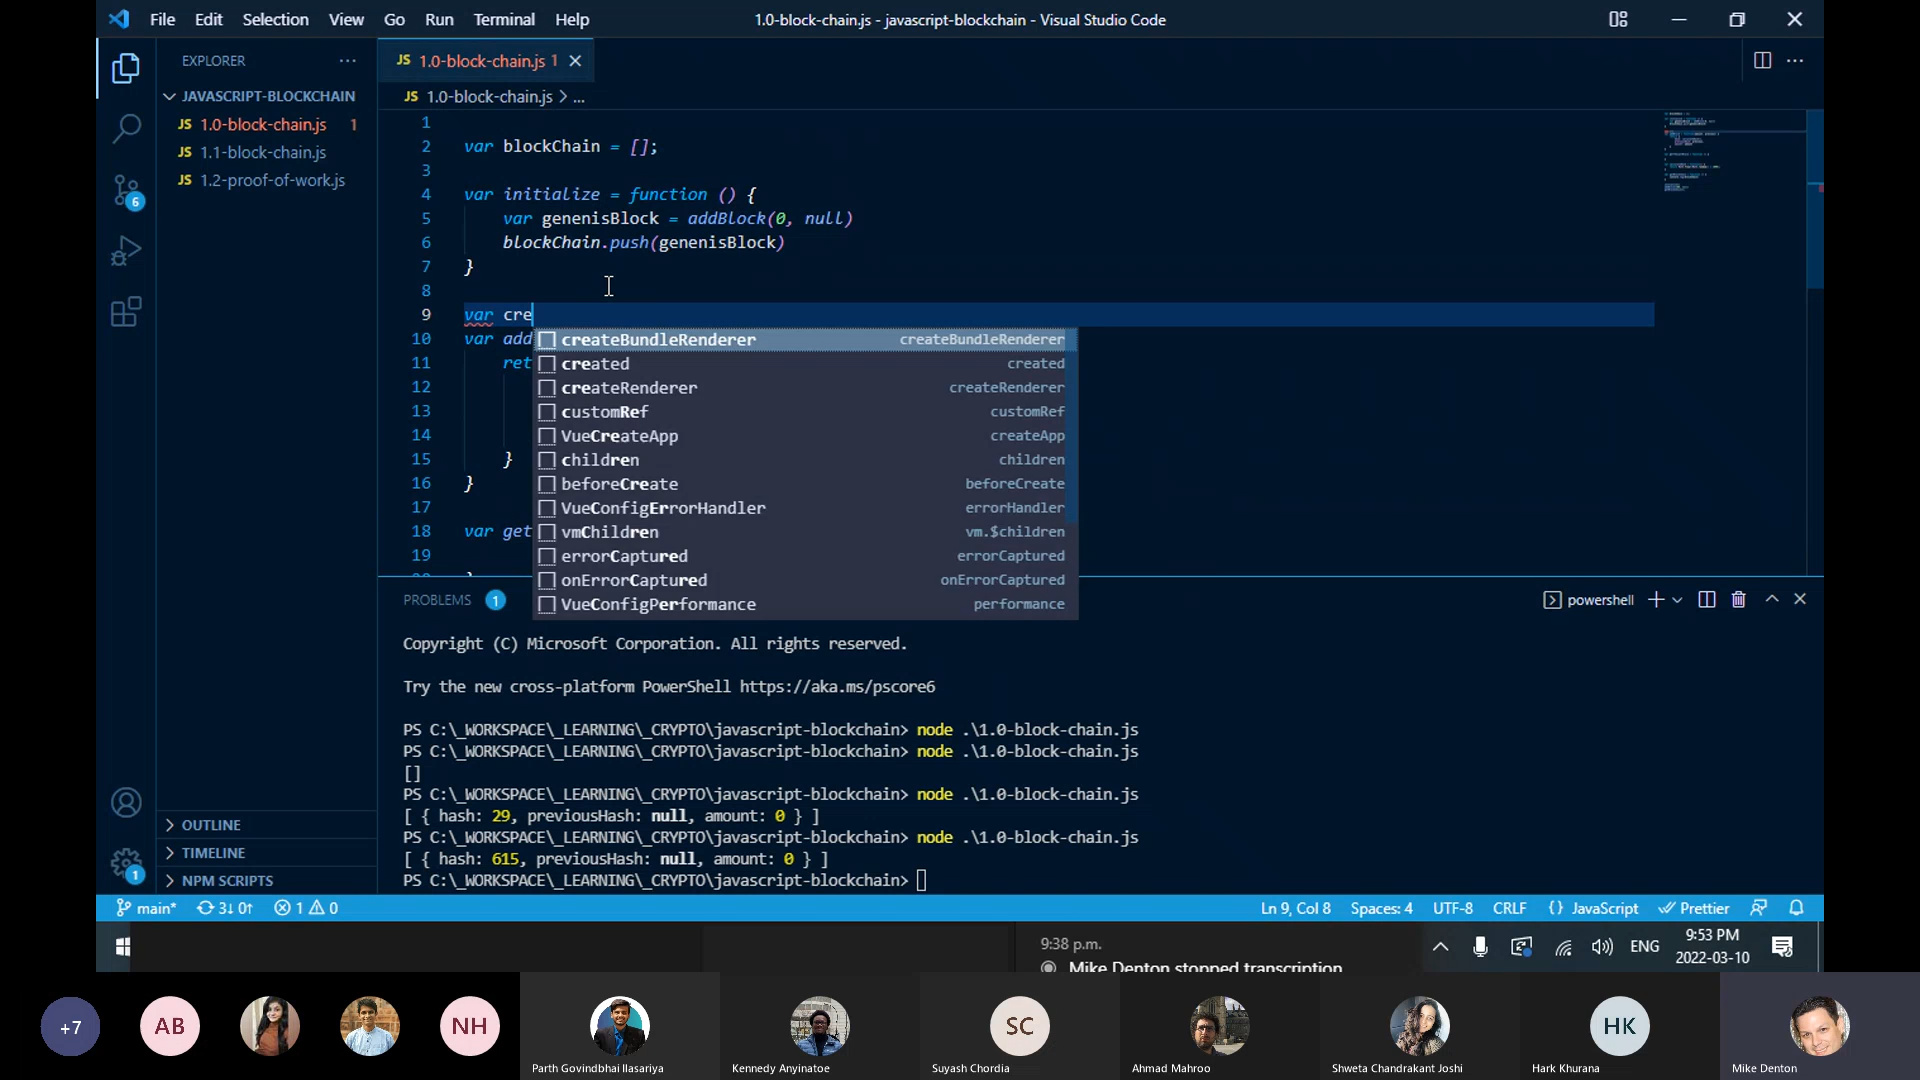 File Edit Selection View Go Run Terminal Help
1.0-block-chain.js - javascript-blockchain - Visual Studio Code
EXPLORER ···
JAVASCRIPT-BLOCKCHAIN
JS 1.0-block-chain.js 1
JS 1.1-block-chain.js
JS 1.2-proof-of-work.js
6
OUTLINE
TIMELINE
NPM SCRIPTS
1
JS 1.0-block-chain.js 1
JS 1.0-block-chain.js > ...
1
2 var blockChain = [];
3
4 var initialize = function () {
5 var genenisBlock = addBlock(0, null)
6 blockChain.push(genenisBlock)
7 }
8
9 var cre
10 var add
11 ret
12
13
14
15 }
16 }
17
18 var get
19
createBundleRenderer createBundleRenderer
created created
createRenderer createRenderer
customRef customRef
VueCreateApp createApp
children children
beforeCreate beforeCreate
VueConfigErrorHandler errorHandler
vmChildren vm.$children
errorCaptured errorCaptured
onErrorCaptured onErrorCaptured
VueConfigPerformance performance
PROBLEMS 1
powershell
Copyright (C) Microsoft Corporation. All rights reserved.
Try the new cross-platform PowerShell https://aka.ms/pscore6
PS C:\_WORKSPACE\_LEARNING\_CRYPTO\javascript-blockchain> node .\1.0-block-chain.js
PS C:\_WORKSPACE\_LEARNING\_CRYPTO\javascript-blockchain> node .\1.0-block-chain.js
[]
PS C:\_WORKSPACE\_LEARNING\_CRYPTO\javascript-blockchain> node .\1.0-block-chain.js
[ { hash: 29, previousHash: null, amount: 0 } ]
PS C:\_WORKSPACE\_LEARNING\_CRYPTO\javascript-blockchain> node .\1.0-block-chain.js
[ { hash: 615, previousHash: null, amount: 0 } ]
PS C:\_WORKSPACE\_LEARNING\_CRYPTO\javascript-blockchain>
main* 3↓ 0↑ 1 0
Ln 9, Col 8 Spaces: 4 UTF-8 CRLF {} JavaScript Prettier
9:38 p.m.
Mike Denton stopped transcription
ENG
9:53 PM
2022-03-10
+7 AB NH SC HK
Parth Govindbhai Ilasariya
Kennedy Anyinatoe
Suyash Chordia
Ahmad Mahroo
Shweta Chandrakant Joshi
Hark Khurana
Mike Denton